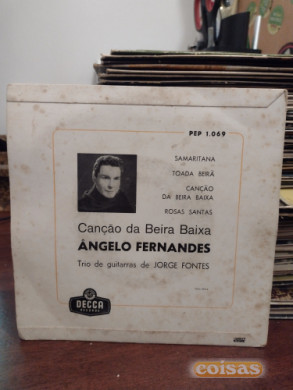 PEP 1.069
SAMARITANA
TOADA BEIRÃ
CANÇÃO
DA BEIRA BAIXA
ROSAS SANTAS
Canção da Beira Baixa
ÂNGELO FERNANDES
Trio de guitarras de JORGE FONTES
DECCA
RECORDS
coisas